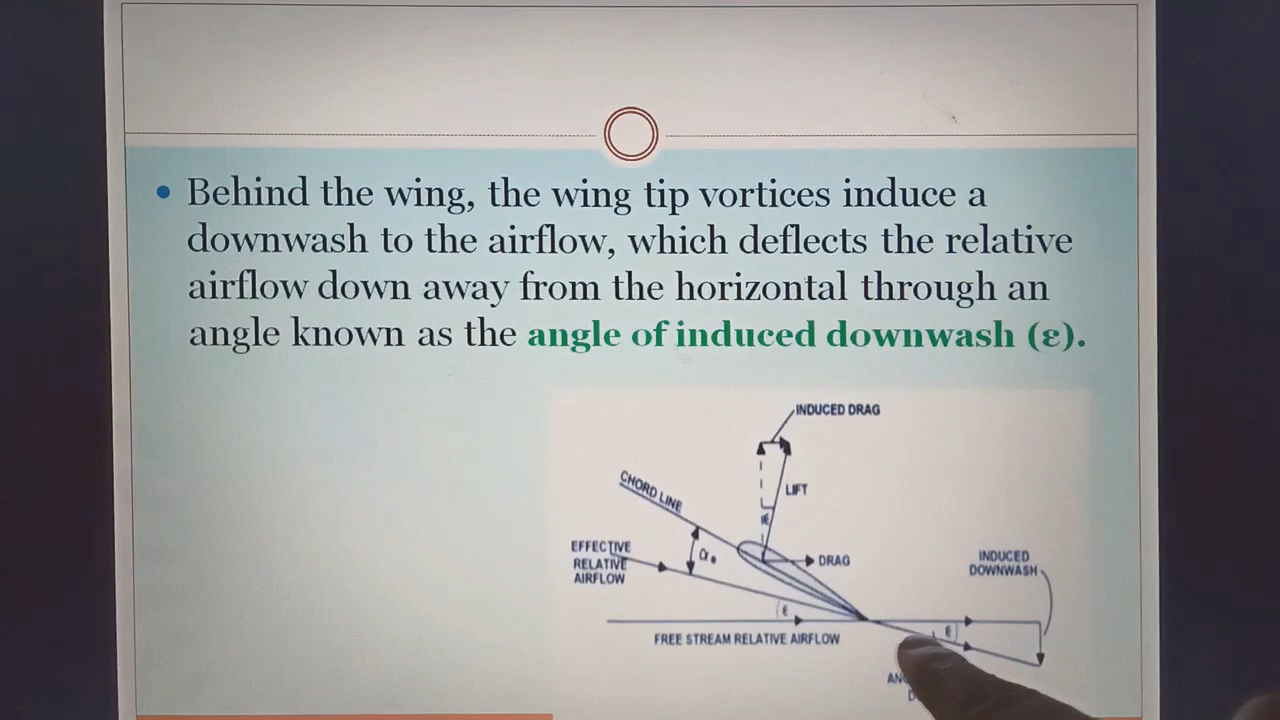 • Behind the wing, the wing tip vortices induce a
downwash to the airflow, which deflects the relative
airflow down away from the horizontal through an
angle known as the angle of induced downwash (ε).
INDUCED DRAG
CHORD LINE
LIFT
ε
EFFECTIVE
RELATIVE
AIRFLOW
αe
DRAG
INDUCED
DOWNWASH
ε
ε
FREE STREAM RELATIVE AIRFLOW